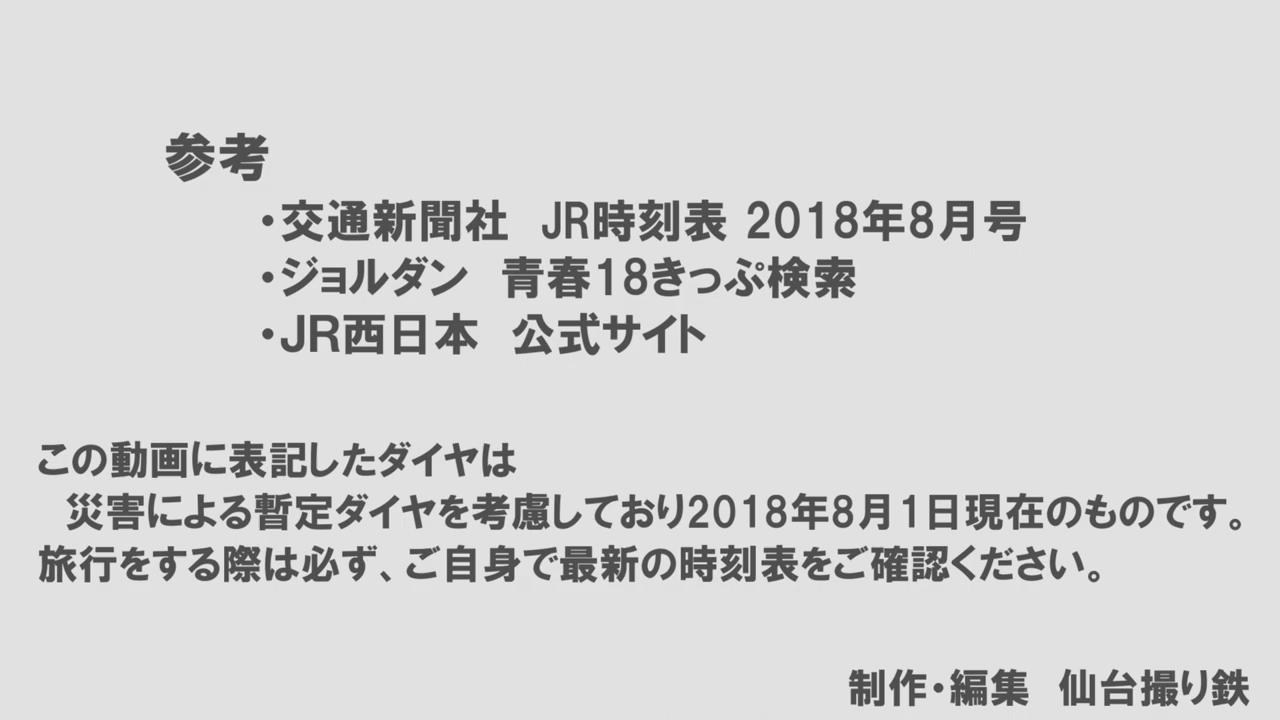 参考
・交通新聞社　JR時刻表 2018年8月号
・ジョルダン　青春18きっぷ検索
・JR西日本　公式サイト
この動画に表記したダイヤは
災害による暫定ダイヤを考慮しており2018年8月1日現在のものです。
旅行をする際は必ず、ご自身で最新の時刻表をご確認ください。
制作・編集　仙台撮り鉄